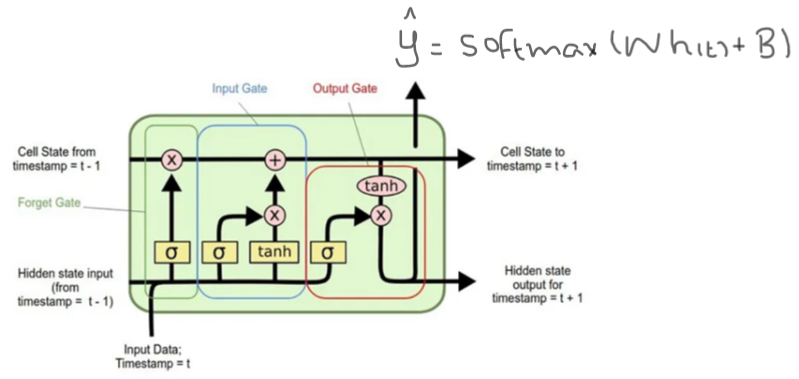 ŷ = softmax (Wh(t) + B)
Input Gate
Output Gate
Cell State from
timestamp = t - 1
x
+
Cell State to
timestamp = t + 1
tanh
Forget Gate
x
x
σ
σ
tanh
σ
Hidden state input
(from
timestamp = t - 1)
Hidden state
output for
timestamp = t + 1
Input Data;
Timestamp = t